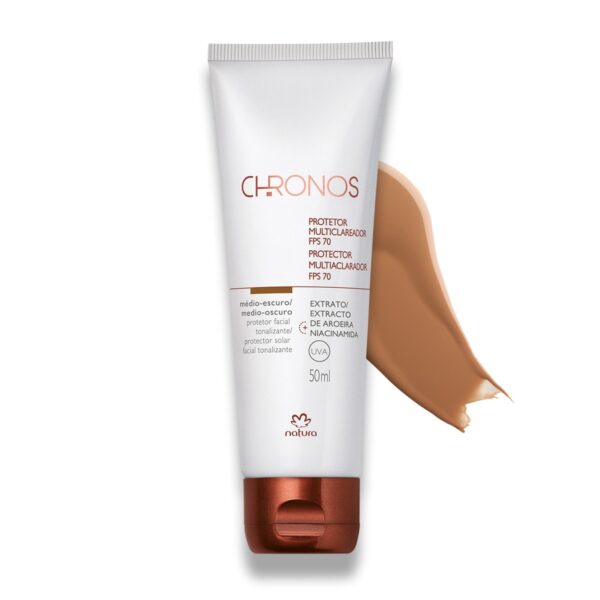 CHRONOS
PROTETOR
MULTICLAREADOR
FPS 70
PROTECTOR
MULTIACLARADOR
FPS 70
médio-escuro/
medio-oscuro
protetor facial
tonalizante/
protector solar
facial tonalizante
EXTRATO/
EXTRACTO
DE AROEIRA
NIACINAMIDA
UVA
50ml
natura